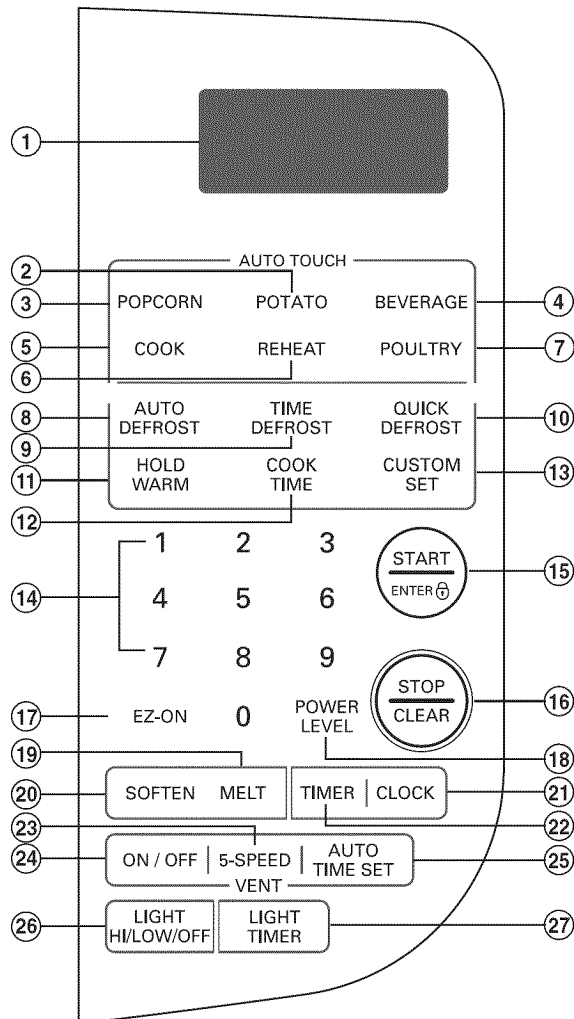 1
AUTO TOUCH
2
3 POPCORN POTATO BEVERAGE 4
5 COOK REHEAT POULTRY 7
6
8 AUTO DEFROST TIME DEFROST QUICK DEFROST 10
9
11 HOLD WARM COOK TIME CUSTOM SET 13
12
1 2 3
START
ENTER
15
14
4 5 6
7 8 9
STOP
CLEAR
16
17 EZ-ON 0 POWER LEVEL
18
19
20 SOFTEN MELT TIMER CLOCK 21
22
23
24 ON / OFF 5-SPEED AUTO TIME SET 25
VENT
26 LIGHT HI/LOW/OFF LIGHT TIMER 27